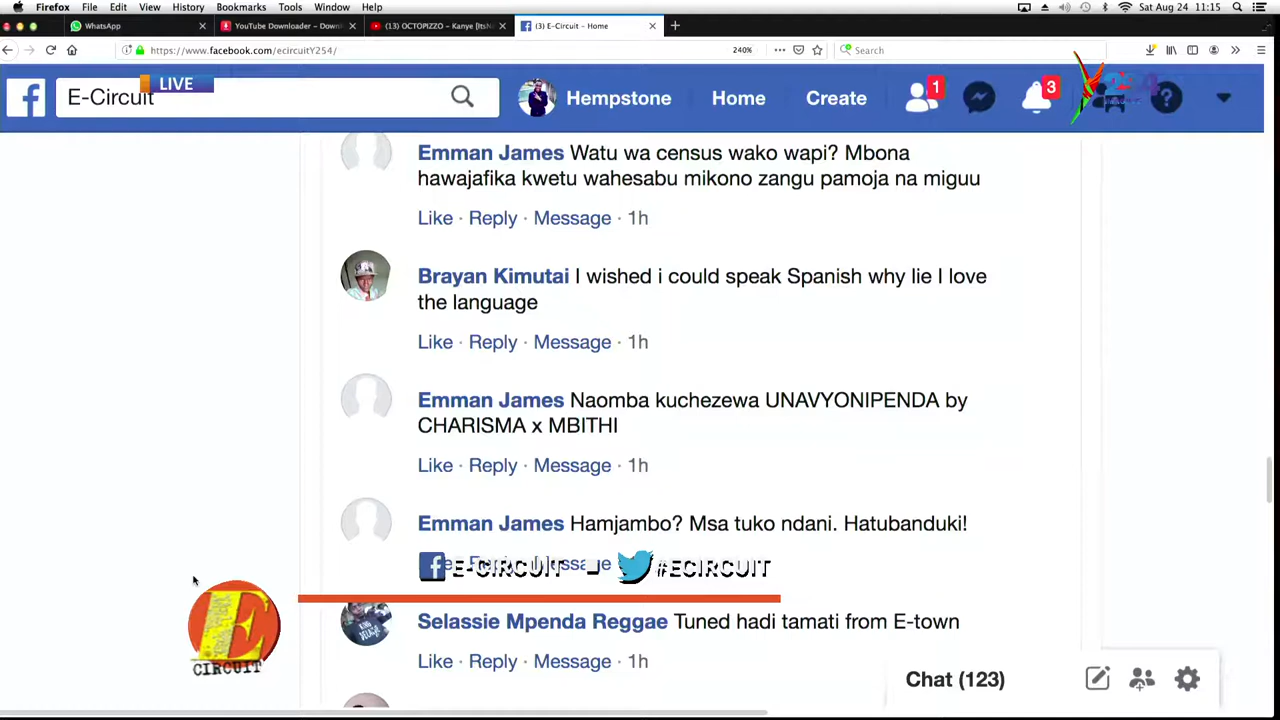 Firefox File Edit View History Bookmarks Tools Window Help Sat Aug 24 11:15
WhatsApp
YouTube Downloader - Down
(13) OCTOPIZZO - Kanye [ItsN
(3) E-Circuit - Home
https://www.facebook.com/ecircuitY254/
240%
Search
LIVE
E-Circuit
Hempstone Home Create 1 3
Emman James Watu wa census wako wapi? Mbona
hawajafika kwetu wahesabu mikono zangu pamoja na miguu
Like · Reply · Message · 1h
Brayan Kimutai I wished i could speak Spanish why lie I love
the language
Like · Reply · Message · 1h
Emman James Naomba kuchezewa UNAVYONIPENDA by
CHARISMA x MBITHI
Like · Reply · Message · 1h
Emman James Hamjambo? Msa tuko ndani. Hatubanduki!
E-CIRCUIT - #ECIRCUIT
Selassie Mpenda Reggae Tuned hadi tamati from E-town
Like · Reply · Message · 1h
E
CIRCUIT
Chat (123)